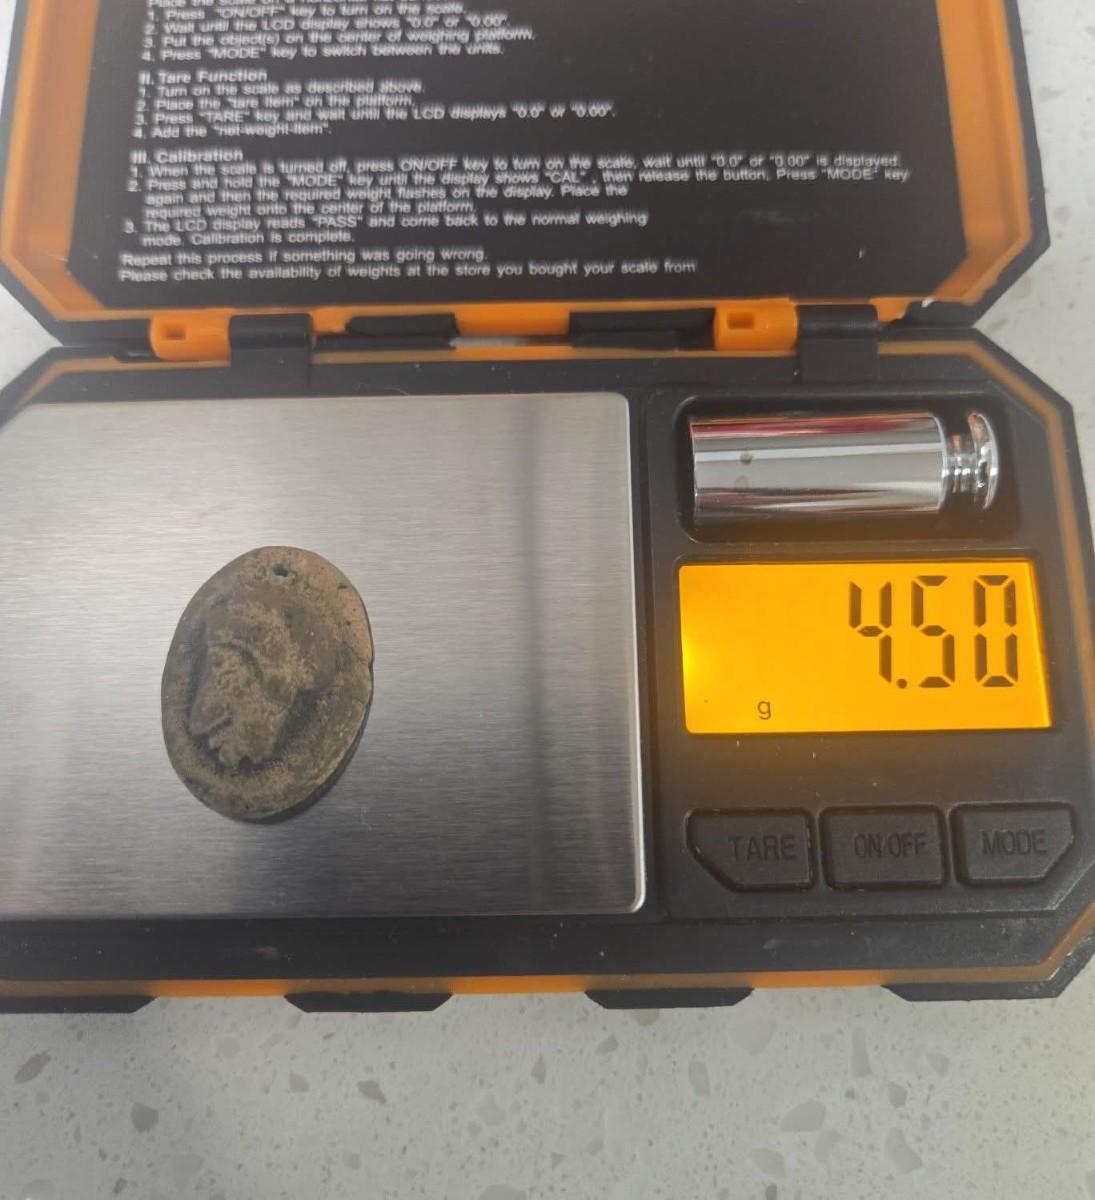 Place the scale on a horizontal
1. Press "ON/OFF" key to turn on the scale.
2. Wait until the LCD display shows "0.0" or "0.00".
3. Put the object(s) on the center of weighing platform.
4. Press "MODE" key to switch between the units.
II. Tare Function
1. Turn on the scale as described above.
2. Place the "tare item" on the platform.
3. Press "TARE" key and wait until the LCD displays "0.0" or "0.00".
4. Add the "net-weight-item".
III. Calibration
1. When the scale is turned off, press ON/OFF key to turn on the scale, wait until "0.0" or "0.00" is displayed.
2. Press and hold the "MODE" key until the display shows "CAL" , then release the button. Press "MODE" key
again and then the required weight flashes on the display. Place the
required weight onto the center of the platform.
3. The LCD display reads "PASS" and come back to the normal weighing
mode. Calibration is complete.
Repeat this process if something was going wrong.
Please check the availability of weights at the store you bought your scale from
4.50
g
TARE
ON/OFF
MODE